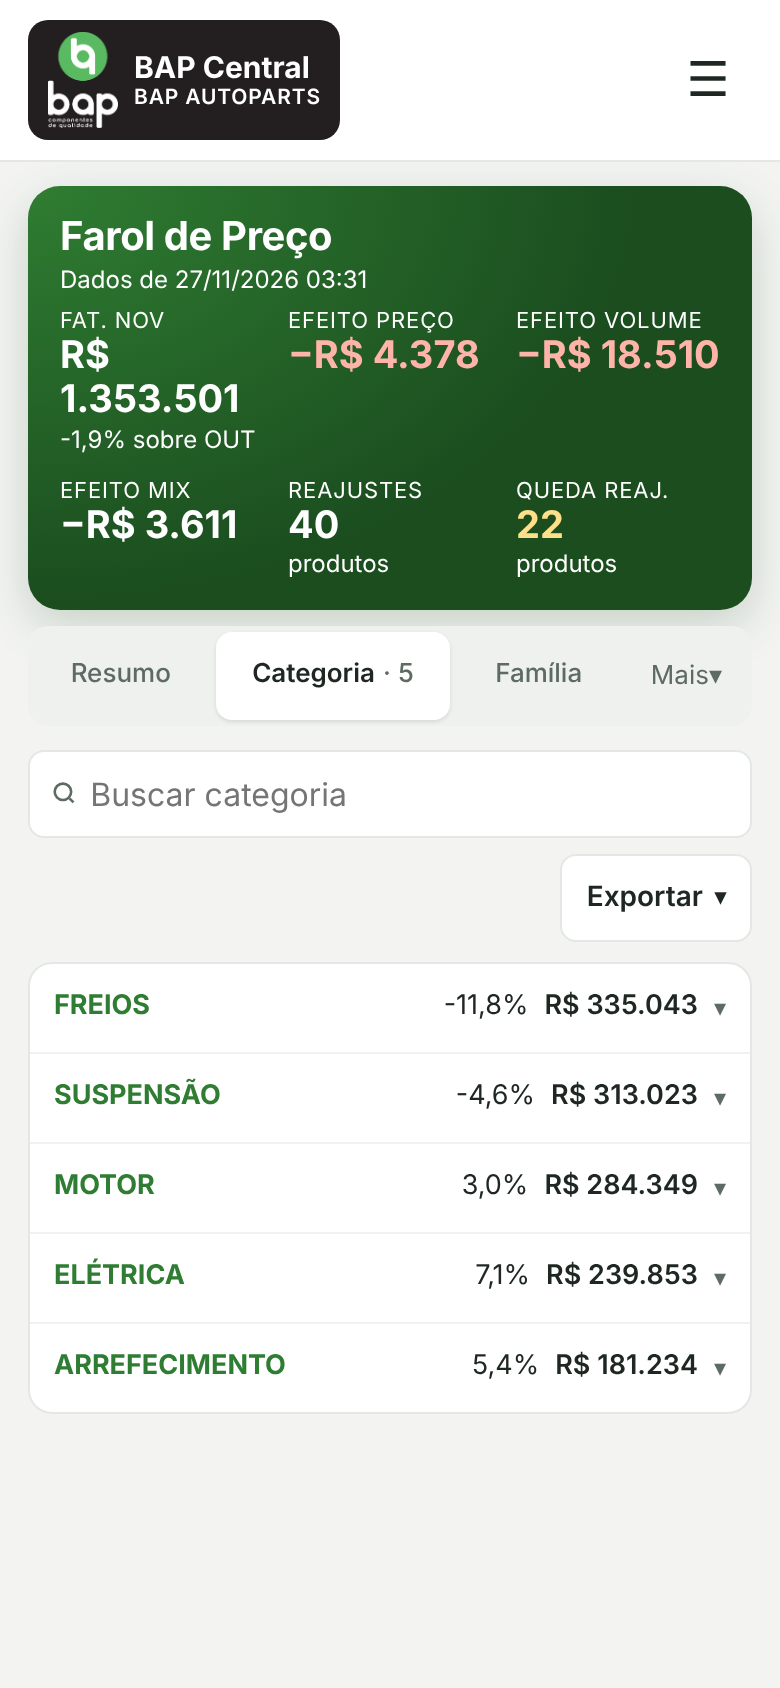 bap
componentes
de qualidade
BAP Central
BAP AUTOPARTS
Farol de Preço
Dados de 27/11/2026 03:31
FAT. NOV
R$
1.353.501
-1,9% sobre OUT
EFEITO PREÇO
−R$ 4.378
EFEITO VOLUME
−R$ 18.510
EFEITO MIX
−R$ 3.611
REAJUSTES
40
produtos
QUEDA REAJ.
22
produtos
Resumo
Categoria · 5
Família
Mais▾
Buscar categoria
Exportar ▾
FREIOS -11,8% R$ 335.043 ▾
SUSPENSÃO -4,6% R$ 313.023 ▾
MOTOR 3,0% R$ 284.349 ▾
ELÉTRICA 7,1% R$ 239.853 ▾
ARREFECIMENTO 5,4% R$ 181.234 ▾